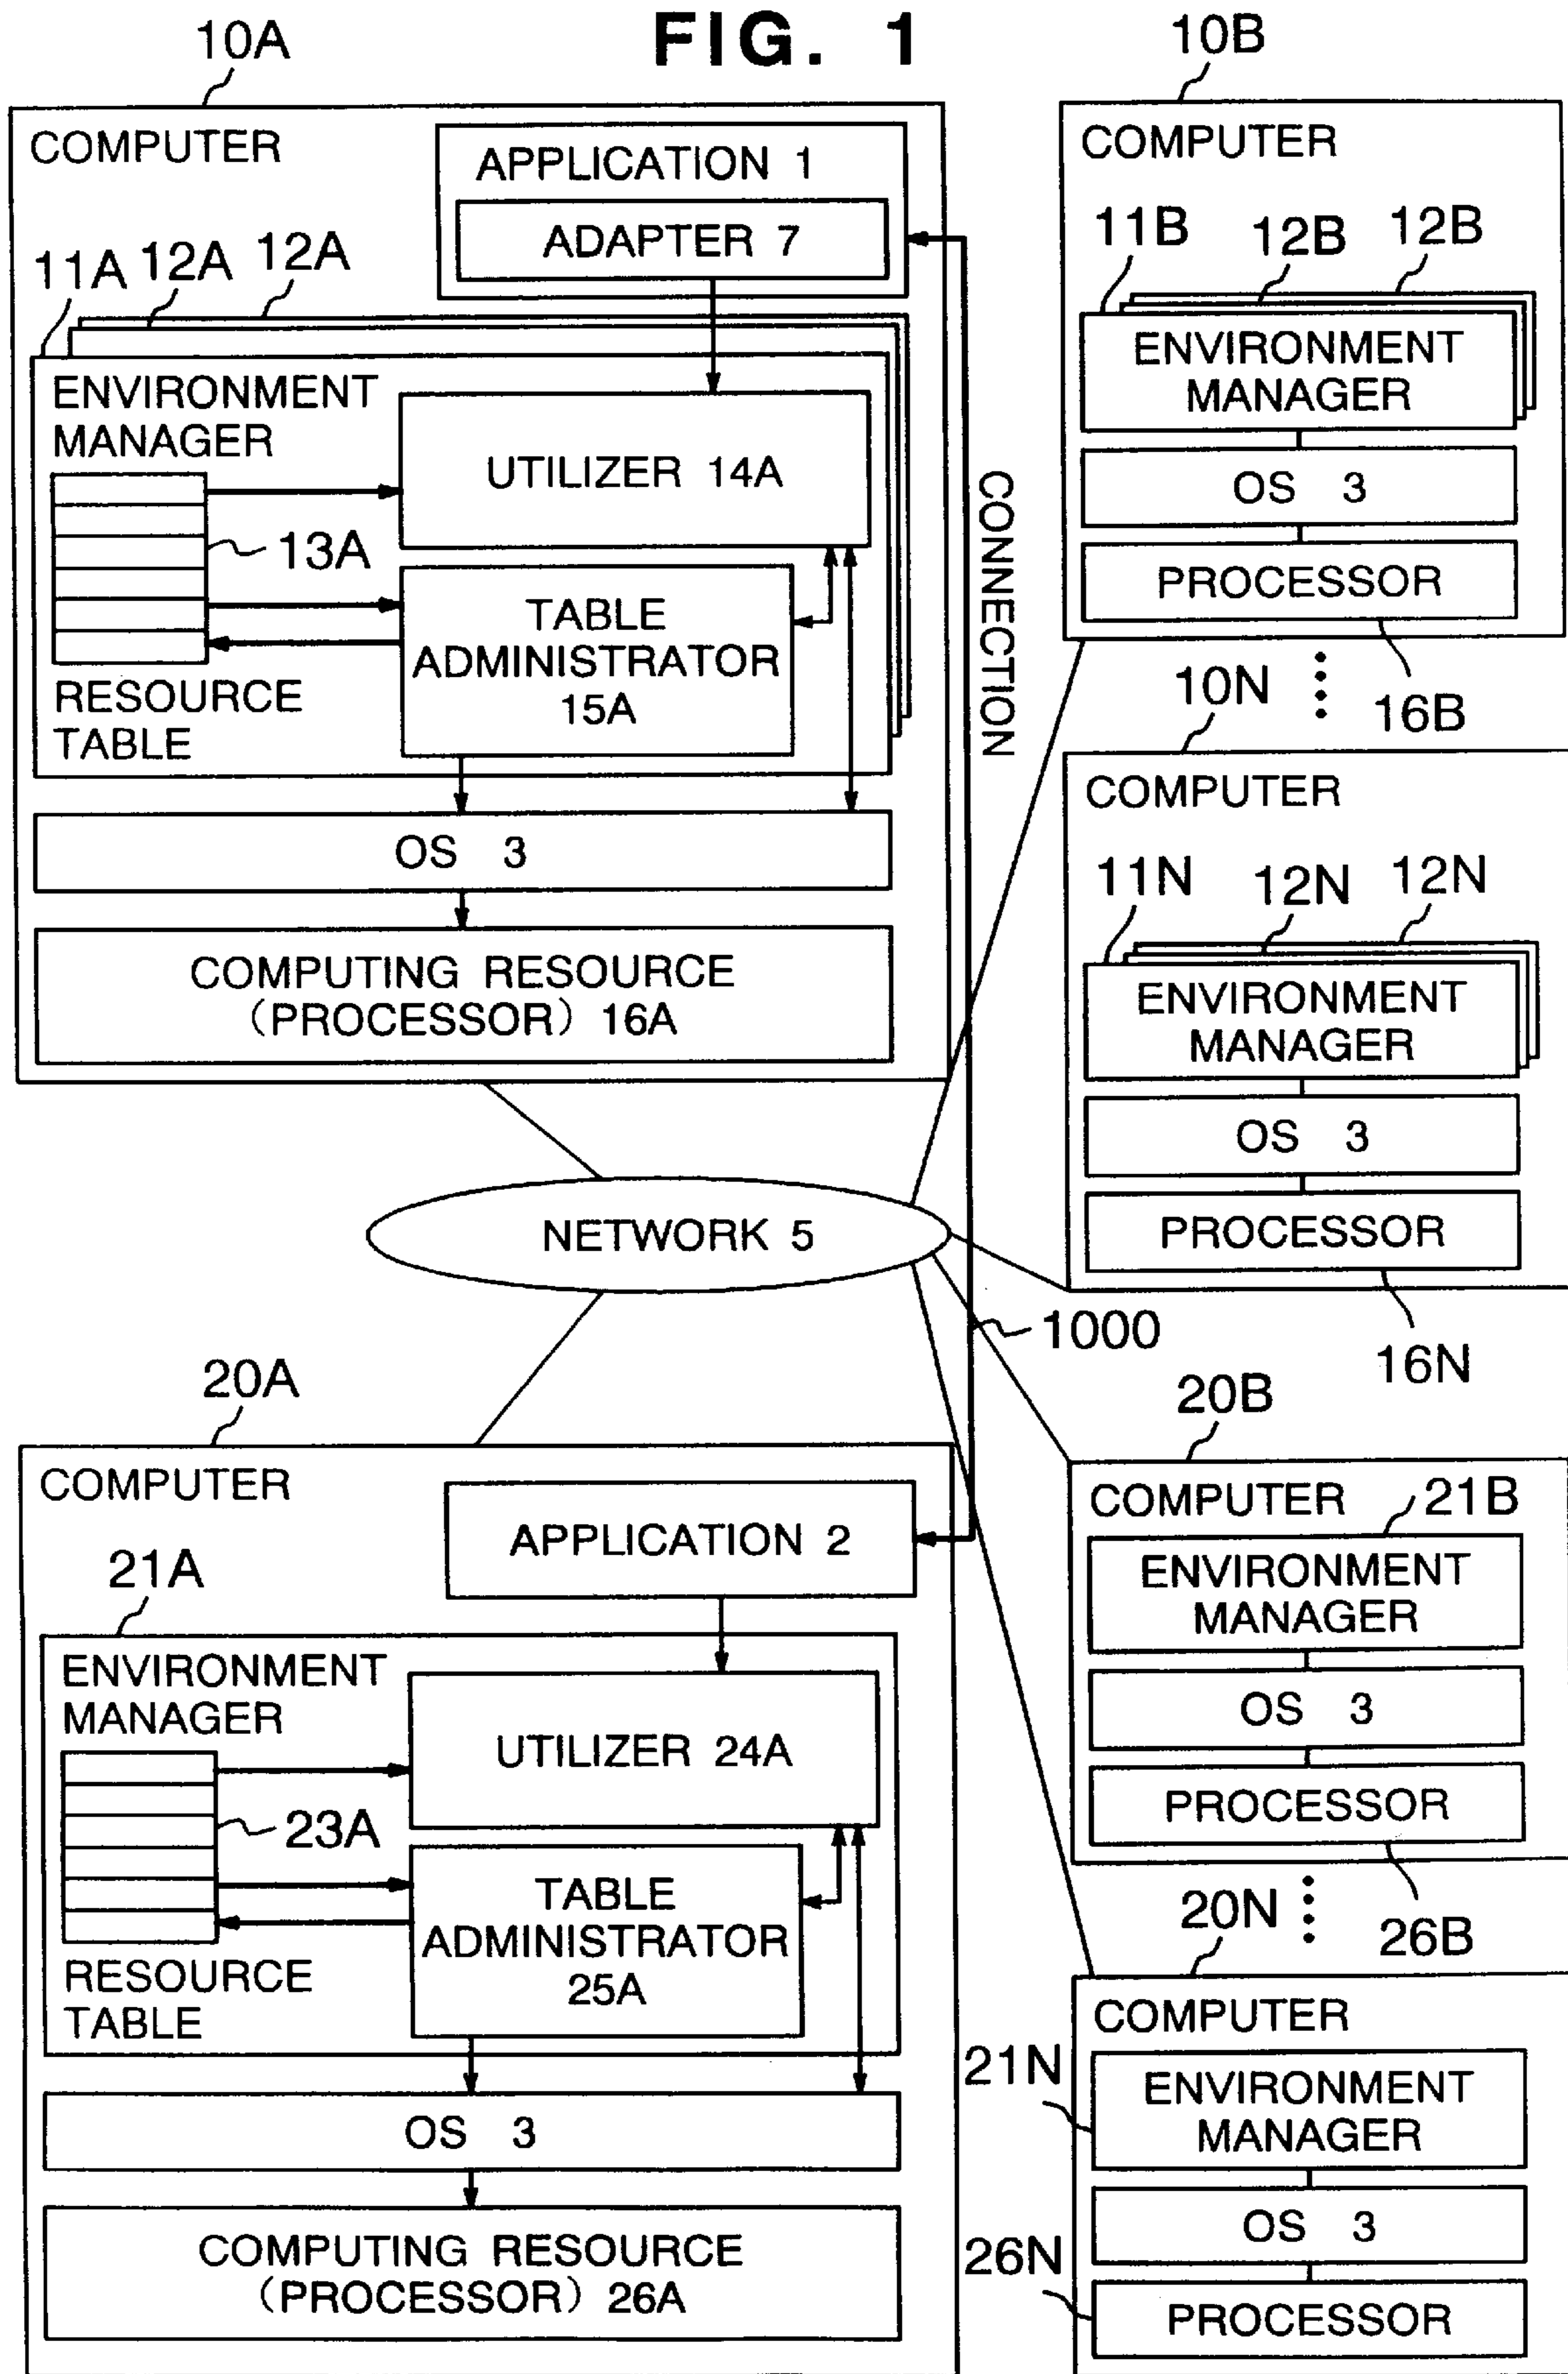 FIG. 1
10A
COMPUTER
APPLICATION 1
ADAPTER 7
11A
12A
12A
ENVIRONMENT
MANAGER
UTILIZER 14A
13A
TABLE
ADMINISTRATOR
15A
RESOURCE
TABLE
OS 3
COMPUTING RESOURCE
(PROCESSOR) 16A
CONNECTION
10B
COMPUTER
11B
12B
12B
ENVIRONMENT
MANAGER
OS 3
PROCESSOR
16B
10N
COMPUTER
11N
12N
12N
ENVIRONMENT
MANAGER
OS 3
PROCESSOR
16N
NETWORK 5
1000
20A
COMPUTER
APPLICATION 2
21A
ENVIRONMENT
MANAGER
UTILIZER 24A
23A
TABLE
ADMINISTRATOR
25A
RESOURCE
TABLE
OS 3
COMPUTING RESOURCE
(PROCESSOR) 26A
20B
COMPUTER
21B
ENVIRONMENT
MANAGER
OS 3
PROCESSOR
26B
20N
COMPUTER
21N
ENVIRONMENT
MANAGER
OS 3
26N
PROCESSOR